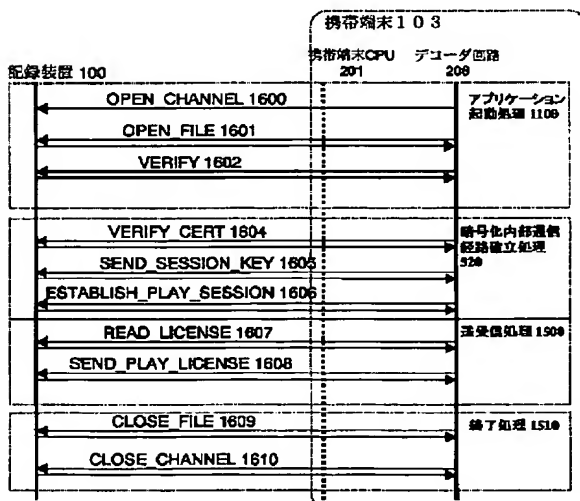 携帯端末103
携帯端末CPU
201
デコーダ回路
208
記録装置 100
OPEN_CHANNEL 1600
アプリケーション
起動処理 1100
OPEN_FILE 1601
VERIFY 1602
VERIFY_CERT 1604
暗号化内部通信
経路確立処理
920
SEND_SESSION_KEY 1605
ESTABLISH_PLAY_SESSION 1606
READ_LICENSE 1607
送受信処理 1500
SEND_PLAY_LICENSE 1608
CLOSE_FILE 1609
終了処理 1510
CLOSE_CHANNEL 1610